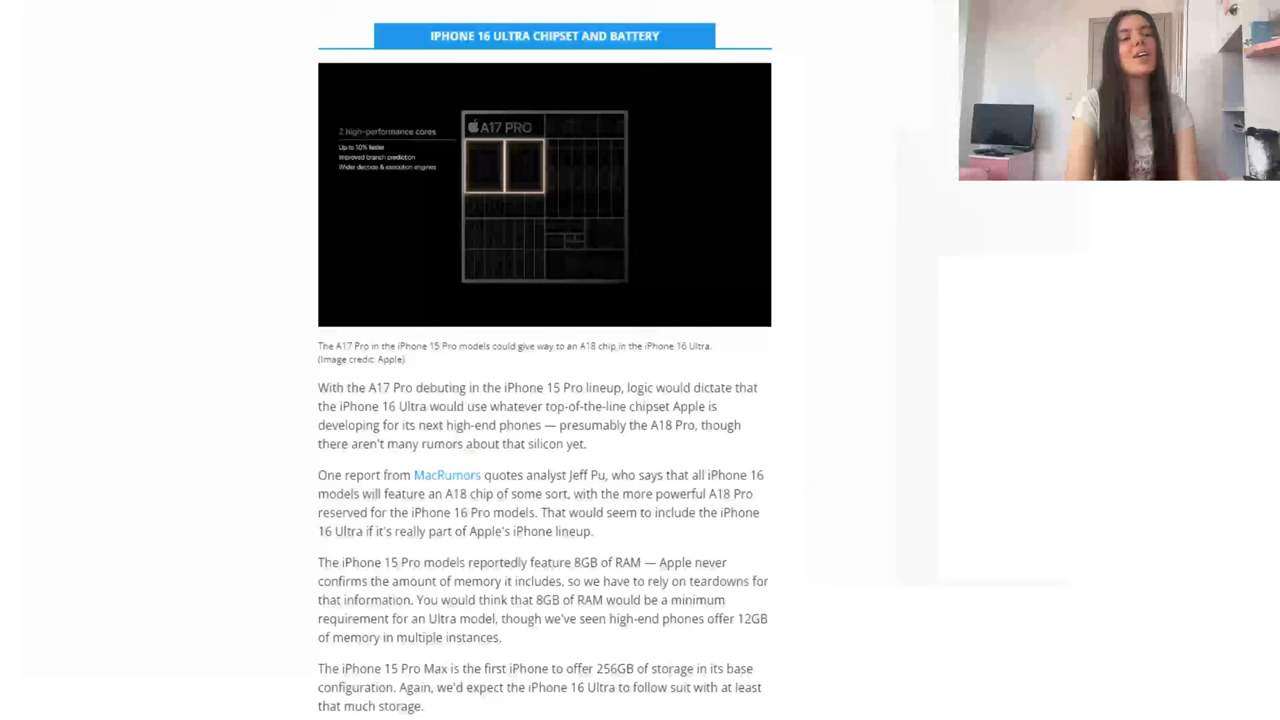 IPHONE 16 ULTRA CHIPSET AND BATTERY
2 high-performance cores
Up to 10% faster
Improved branch prediction
Wider decode & execution engines
A17 PRO
The A17 Pro in the iPhone 15 Pro models could give way to an A18 chip in the iPhone 16 Ultra.
(Image credit: Apple)
With the A17 Pro debuting in the iPhone 15 Pro lineup, logic would dictate that
the iPhone 16 Ultra would use whatever top-of-the-line chipset Apple is
developing for its next high-end phones — presumably the A18 Pro, though
there aren't many rumors about that silicon yet.
One report from MacRumors quotes analyst Jeff Pu, who says that all iPhone 16
models will feature an A18 chip of some sort, with the more powerful A18 Pro
reserved for the iPhone 16 Pro models. That would seem to include the iPhone
16 Ultra if it's really part of Apple's iPhone lineup.
The iPhone 15 Pro models reportedly feature 8GB of RAM — Apple never
confirms the amount of memory it includes, so we have to rely on teardowns for
that information. You would think that 8GB of RAM would be a minimum
requirement for an Ultra model, though we've seen high-end phones offer 12GB
of memory in multiple instances.
The iPhone 15 Pro Max is the first iPhone to offer 256GB of storage in its base
configuration. Again, we'd expect the iPhone 16 Ultra to follow suit with at least
that much storage.